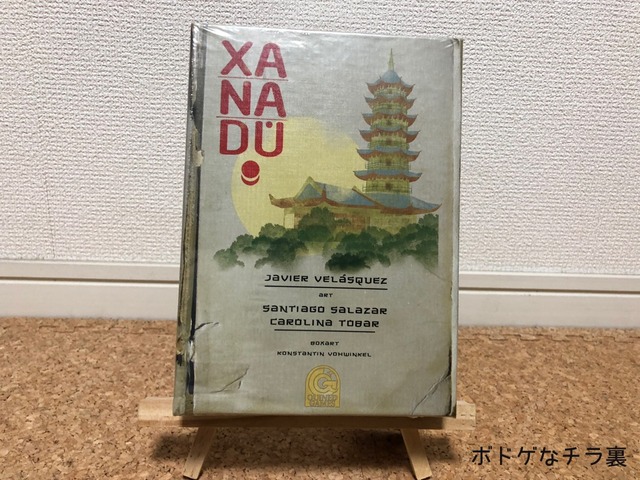 XA
NA
DÜ
JAVIER VELÁSQUEZ
ART
SANTIAGO SALAZAR
CAROLINA TOBAR
BOXART
KONSTANTIN VOHWINKEL
ボドゲなチラ裏